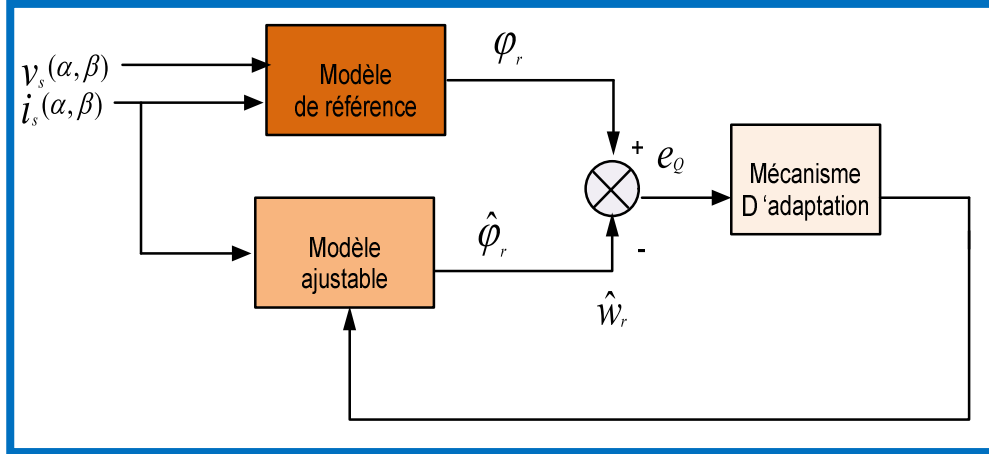 v_s(α, β)
i_s(α, β)
Modèle
de référence
φ_r
+
e_Q
Mécanisme
D 'adaptation
Modèle
ajustable
φ̂_r
-
ŵ_r